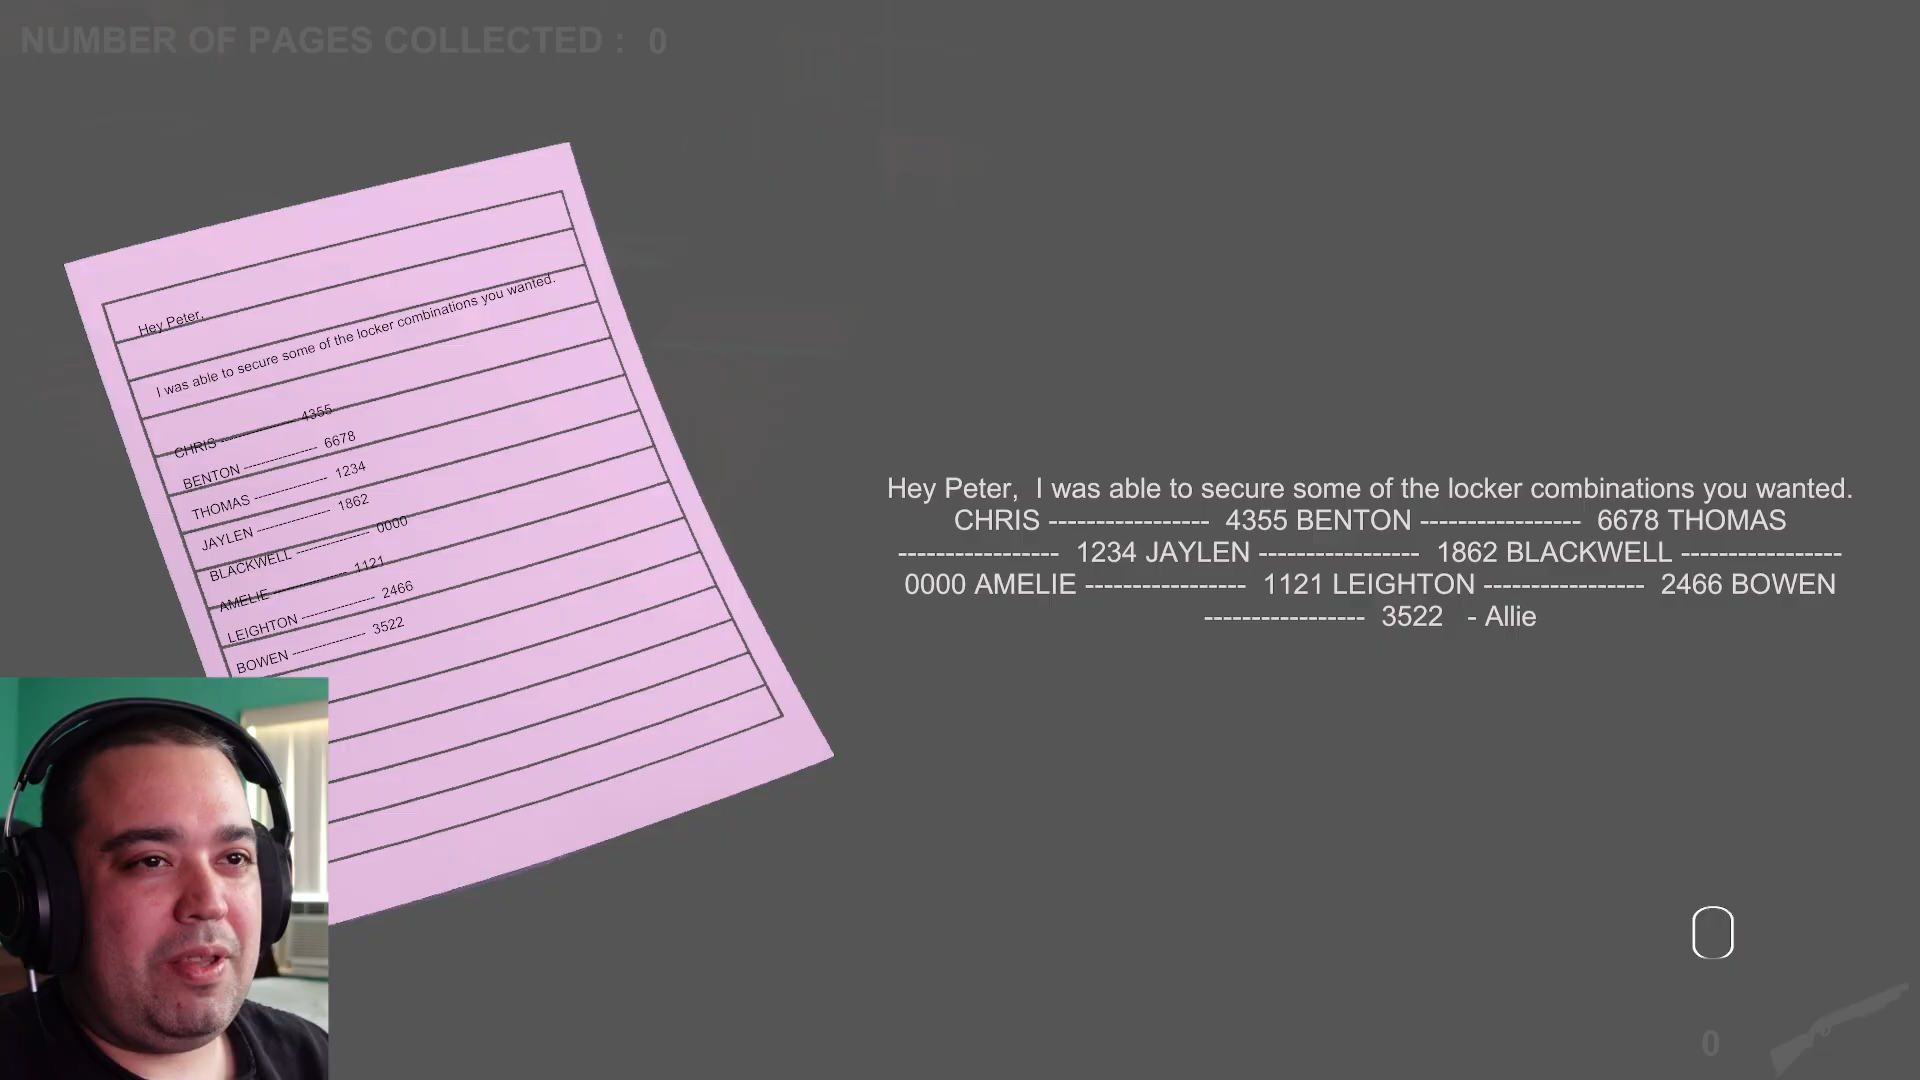 NUMBER OF PAGES COLLECTED : 0
Hey Peter,
I was able to secure some of the locker combinations you wanted.
CHRIS ----------------- 4355
BENTON ----------------- 6678
THOMAS ----------------- 1234
JAYLEN ----------------- 1862
BLACKWELL ----------------- 0000
AMELIE ----------------- 1121
LEIGHTON ----------------- 2466
BOWEN ----------------- 3522
Hey Peter,  I was able to secure some of the locker combinations you wanted.
CHRIS ----------------- 4355 BENTON ----------------- 6678 THOMAS
----------------- 1234 JAYLEN ----------------- 1862 BLACKWELL -----------------
0000 AMELIE ----------------- 1121 LEIGHTON ----------------- 2466 BOWEN
----------------- 3522 - Allie
0